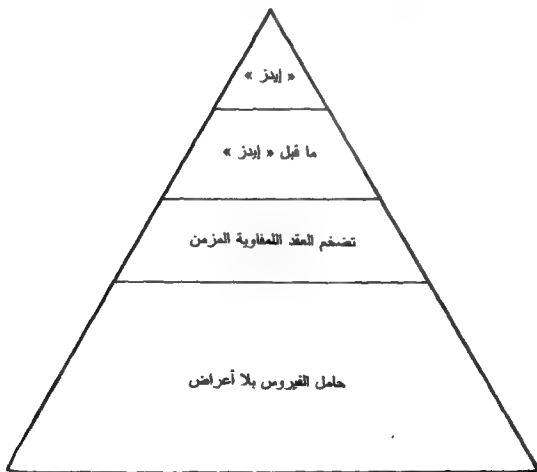 « إيدز »
ما قبل « إيدز »
تضخم العقد اللمفاوية المزمن
حامل الفيروس بلا أعراض